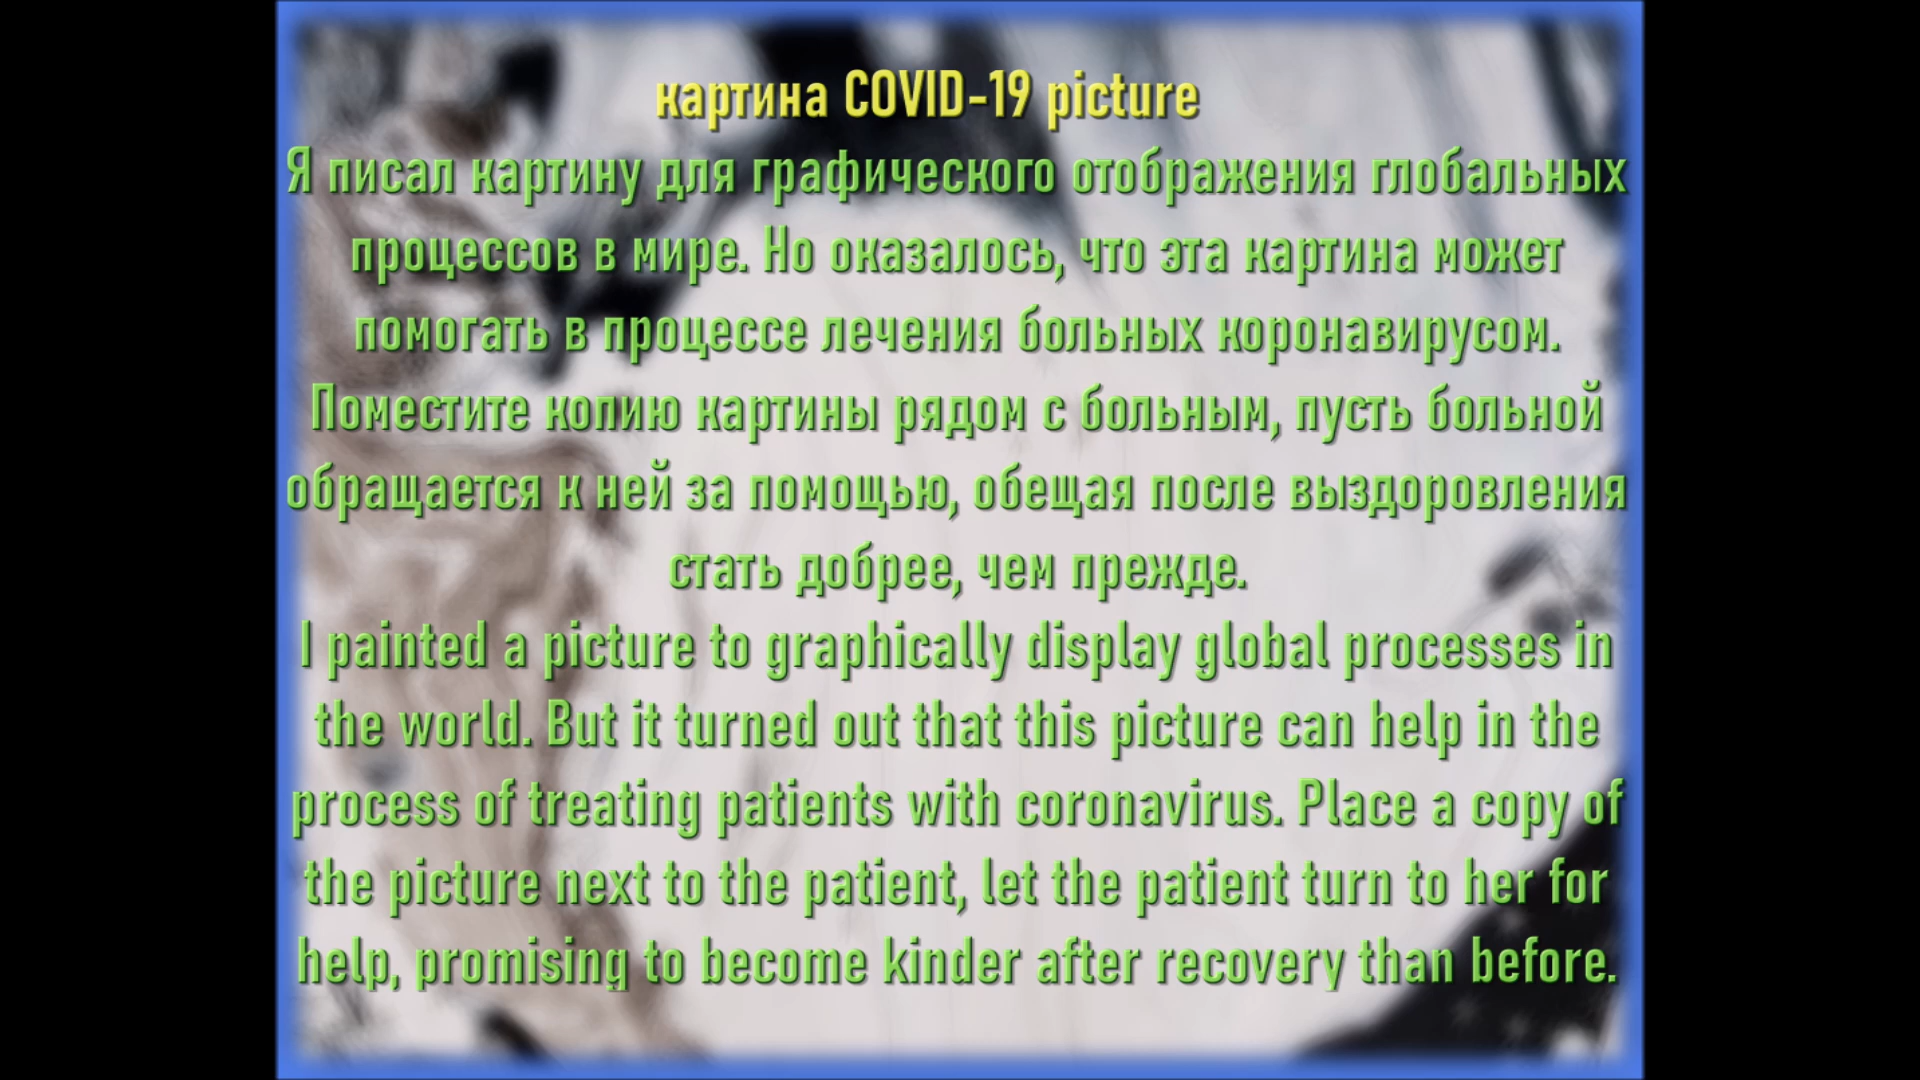 картина COVID-19 picture
Я писал картину для графического отображения глобальных
процессов в мире. Но оказалось, что эта картина может
помогать в процессе лечения больных коронавирусом.
Поместите копию картины рядом с больным, пусть больной
обращается к ней за помощью, обещая после выздоровления
стать добрее, чем прежде.
I painted a picture to graphically display global processes in
the world. But it turned out that this picture can help in the
process of treating patients with coronavirus. Place a copy of
the picture next to the patient, let the patient turn to her for
help, promising to become kinder after recovery than before.